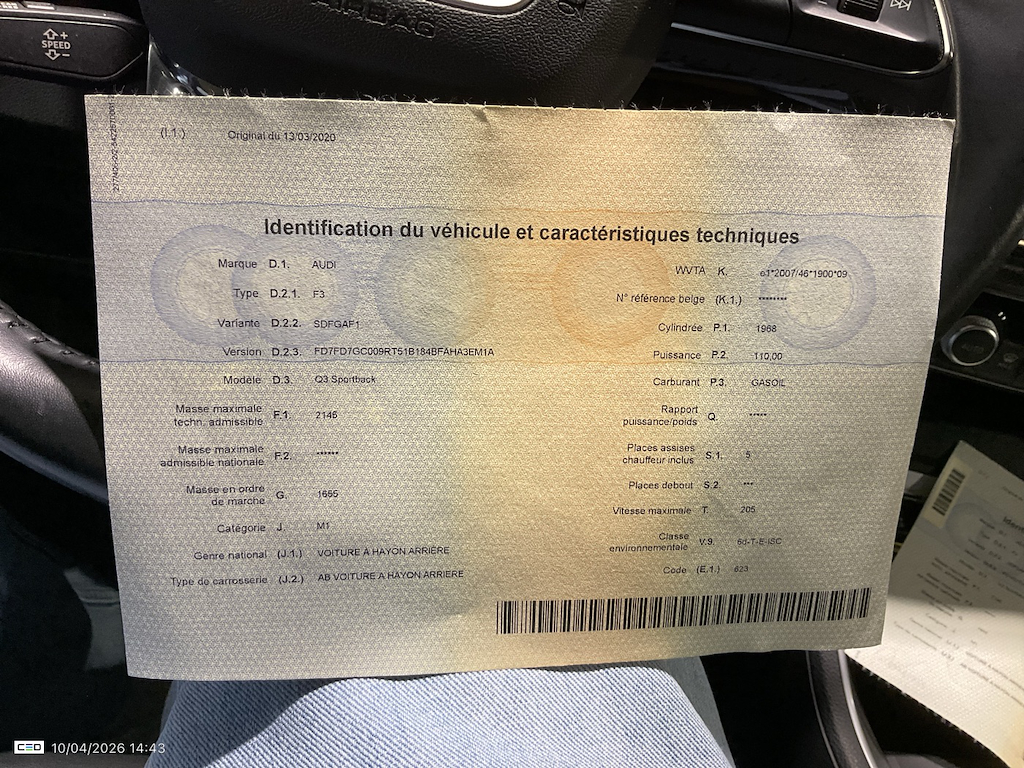 SPEED
AIRBAG
(I.1.) Original du 13/03/2020
Identification du véhicule et caractéristiques techniques
Marque D.1. AUDI
Type D.2.1. F3
Variante D.2.2. SDFGAF1
Version D.2.3. FD7FD7GC009RT51B184BFAHA3EM1A
Modèle D.3. Q3 Sportback
Masse maximale
techn. admissible F.1. 2145
Masse maximale
admissible nationale F.2. ******
Masse en ordre
de marche G. 1665
Catégorie J. M1
Genre national (J.1.) VOITURE A HAYON ARRIERE
Type de carrosserie (J.2.) AB VOITURE A HAYON ARRIERE
WVTA K. e1*2007/46*1900*09
N° référence belge (K.1.) ********
Cylindrée P.1. 1968
Puissance P.2. 110,00
Carburant P.3. GASOIL
Rapport
puissance/poids Q. *****
Places assises
chauffeur inclus S.1. 5
Places debout S.2. ***
Vitesse maximale T. 205
Classe
environnementale V.9. 6d-T-E-ISC
Code (E.1.) 623
CEO 10/04/2026 14:43